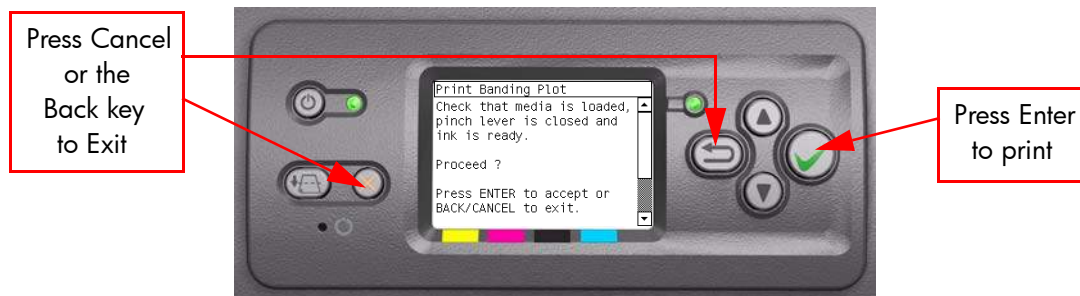 Press Cancel
or the
Back key
to Exit
Print Banding Plot
Check that media is loaded,
pinch lever is closed and
ink is ready.
Proceed ?
Press ENTER to accept or
BACK/CANCEL to exit.
Press Enter
to print